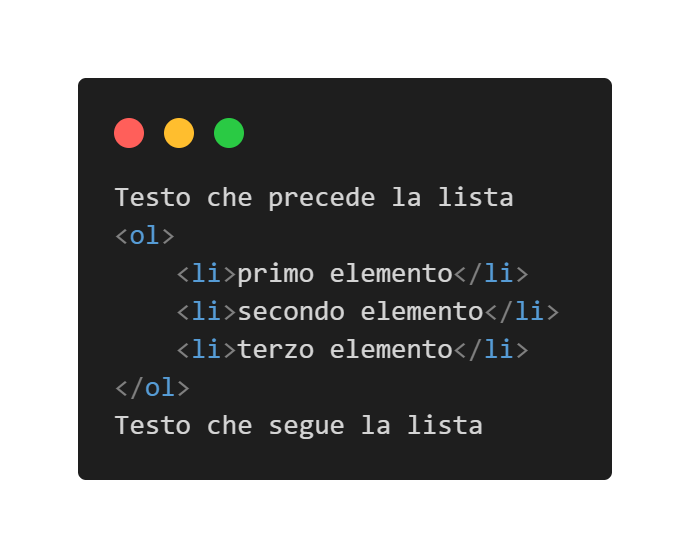 Testo che precede la lista
<ol>
    <li>primo elemento</li>
    <li>secondo elemento</li>
    <li>terzo elemento</li>
</ol>
Testo che segue la lista